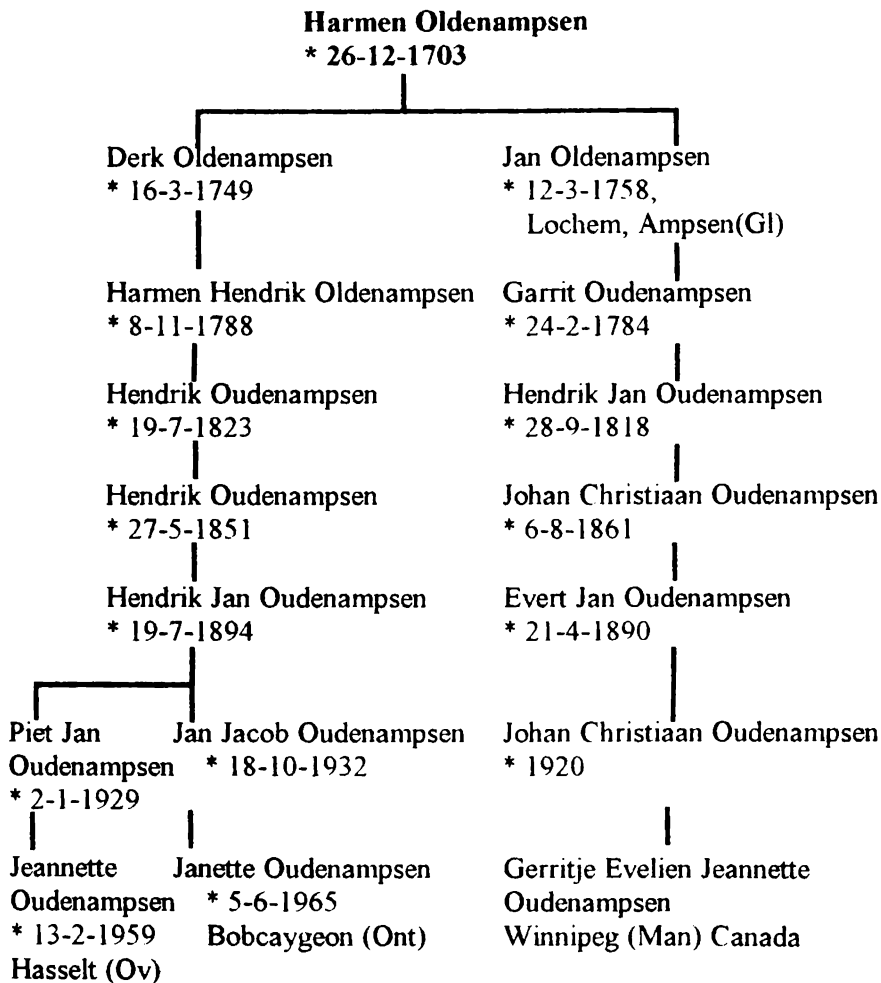 Harmen Oldenampsen
* 26-12-1703
Derk Oldenampsen
* 16-3-1749
Jan Oldenampsen
* 12-3-1758,
Lochem, Ampsen(Gl)
Harmen Hendrik Oldenampsen
* 8-11-1788
Garrit Oudenampsen
* 24-2-1784
Hendrik Oudenampsen
* 19-7-1823
Hendrik Jan Oudenampsen
* 28-9-1818
Hendrik Oudenampsen
* 27-5-1851
Johan Christiaan Oudenampsen
* 6-8-1861
Hendrik Jan Oudenampsen
* 19-7-1894
Evert Jan Oudenampsen
* 21-4-1890
Piet Jan
Oudenampsen
* 2-1-1929
Jan Jacob Oudenampsen
* 18-10-1932
Johan Christiaan Oudenampsen
* 1920
Jeannette
Oudenampsen
* 13-2-1959
Hasselt (Ov)
Janette Oudenampsen
* 5-6-1965
Bobcaygeon (Ont)
Gerritje Evelien Jeannette
Oudenampsen
Winnipeg (Man) Canada